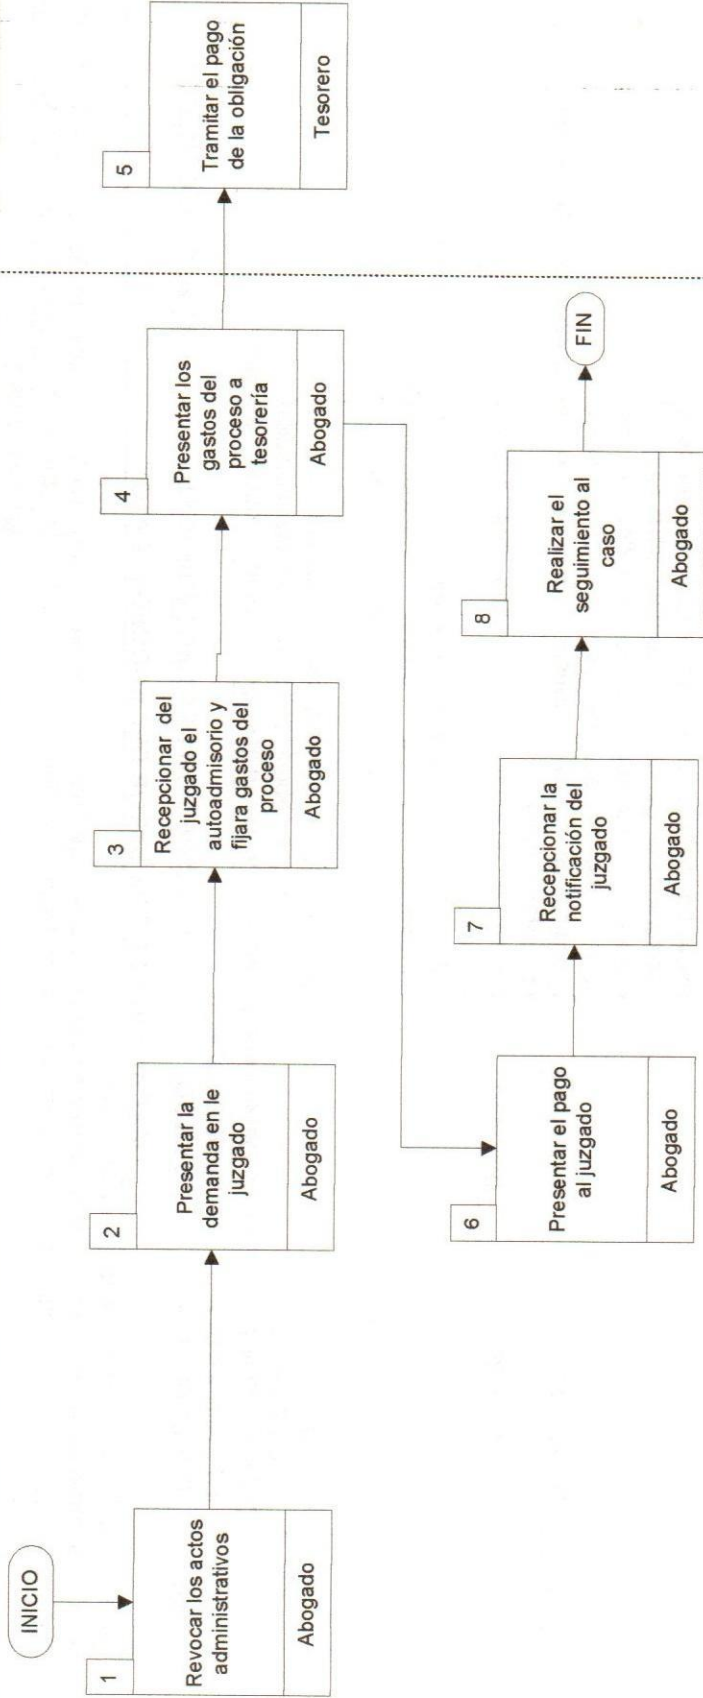 INICIO
1
Revocar los actos
administrativos
Abogado
2
Presentar la
demanda en le
juzgado
Abogado
3
Recepcionar del
juzgado el
autoadmisorio y
fijara gastos del
proceso
Abogado
4
Presentar los
gastos del
proceso a
tesorería
Abogado
5
Tramitar el pago
de la obligación
Tesorero
6
Presentar el pago
al juzgado
Abogado
7
Recepcionar la
notificación del
juzgado
Abogado
8
Realizar el
seguimiento al
caso
Abogado
FIN